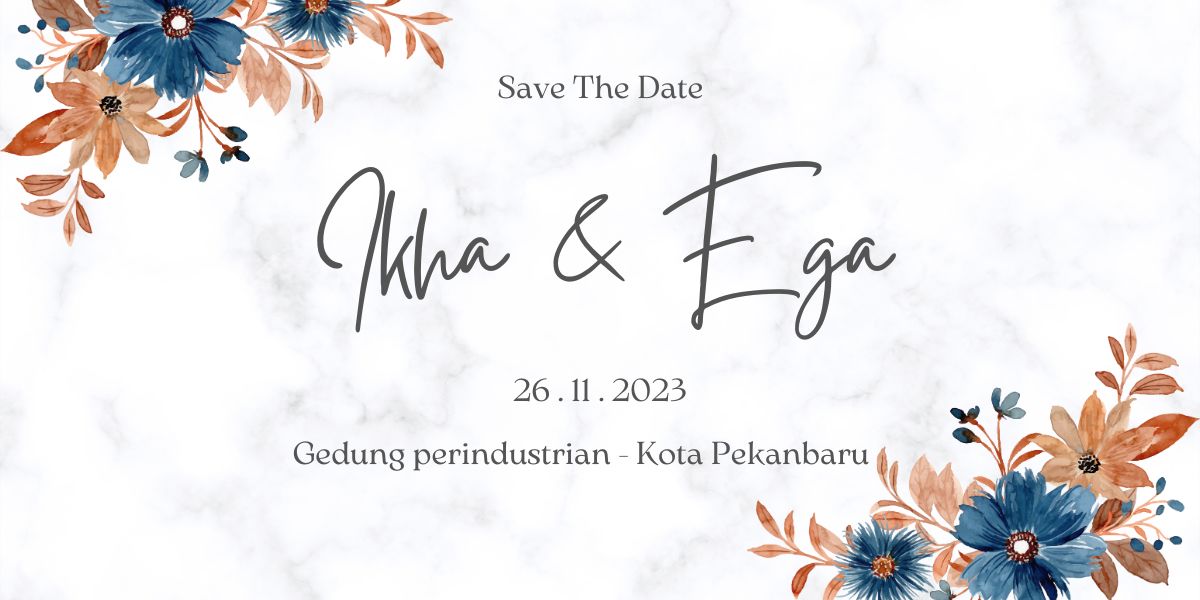 Save The Date
Ikha & Ega
26 . 11 . 2023
Gedung perindustrian - Kota Pekanbaru